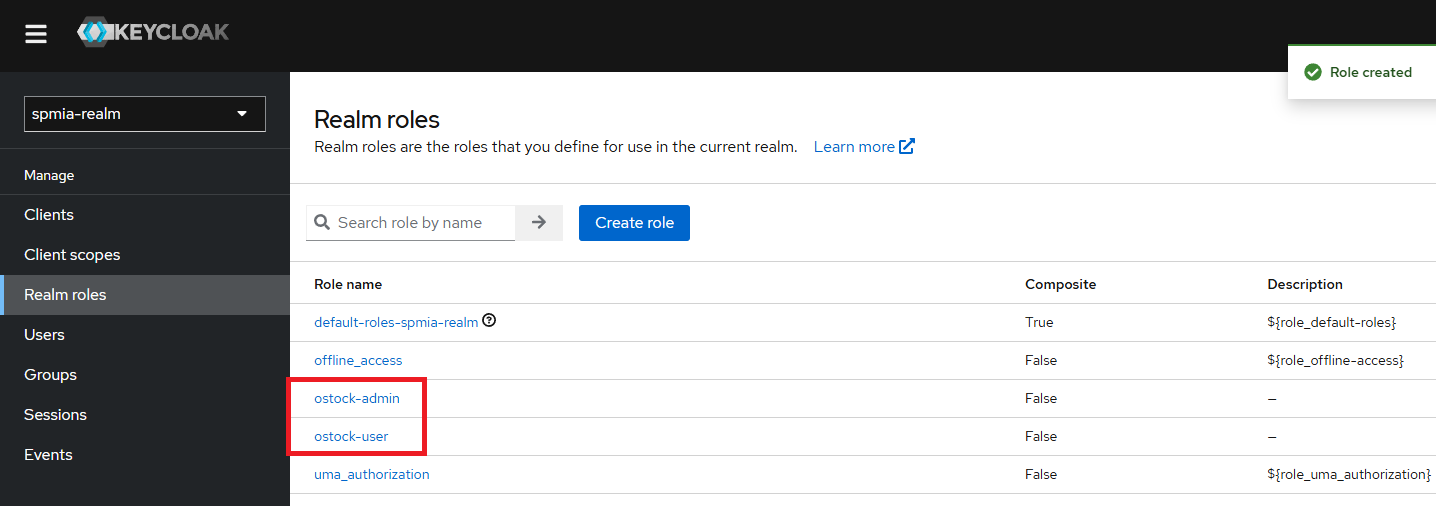 KEYCLOAK
Role created
spmia-realm
Manage
Clients
Client scopes
Realm roles
Users
Groups
Sessions
Events
Realm roles
Realm roles are the roles that you define for use in the current realm. Learn more
Search role by name Create role
Role name Composite Description
default-roles-spmia-realm True ${role_default-roles}
offline_access False ${role_offline-access}
ostock-admin False –
ostock-user False –
uma_authorization False ${role_uma_authorization}